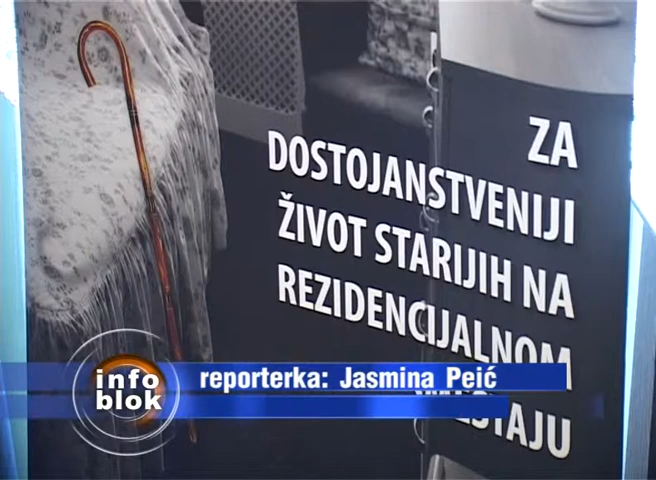 ZA
DOSTOJANSTVENIJI
ŽIVOT STARIJIH NA
REZIDENCIJALNOM
info
blok
reporterka: Jasmina Peić